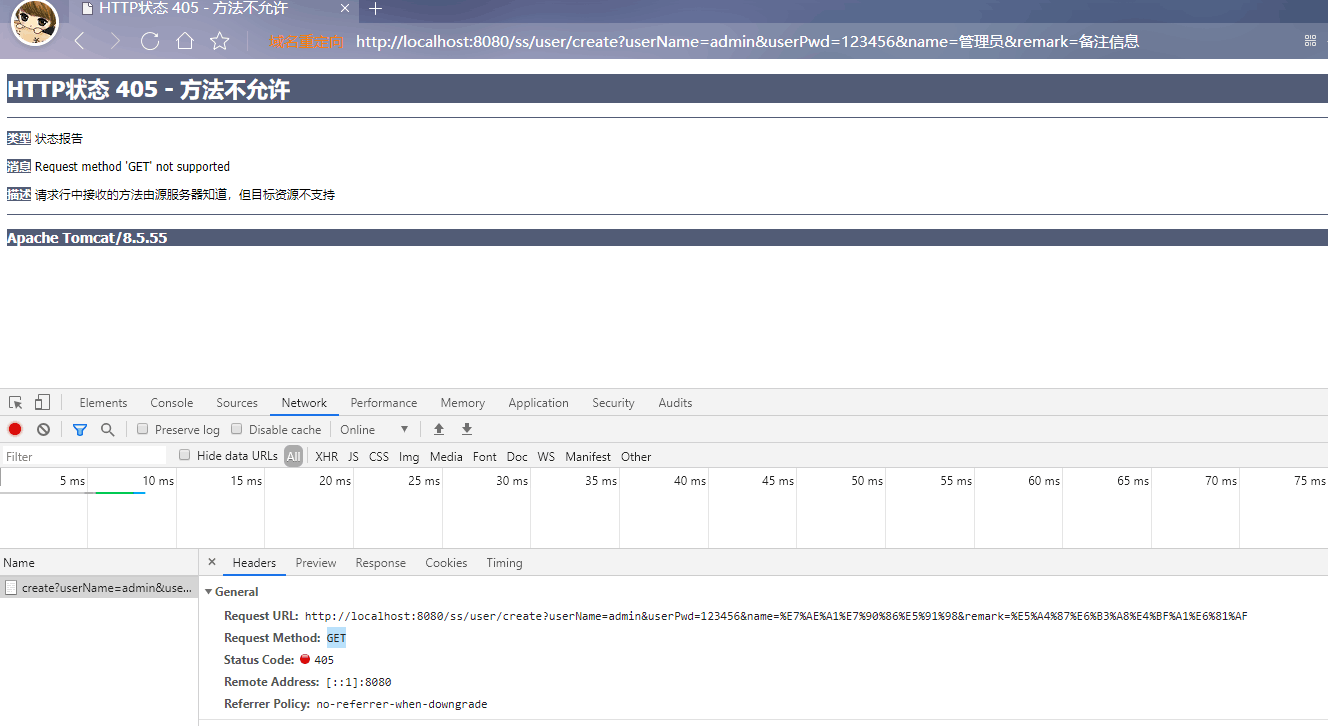 HTTP状态 405 - 方法不允许
http://localhost:8080/ss/user/create?userName=admin&userPwd=123456&name=管理员&remark=备注信息
HTTP状态 405 - 方法不允许
类型 状态报告
消息 Request method 'GET' not supported
描述 请求行中接收的方法由源服务器知道，但目标资源不支持
Apache Tomcat/8.5.55
Elements Console Sources Network Performance Memory Application Security Audits
Preserve log Disable cache Online
Filter Hide data URLs All XHR JS CSS Img Media Font Doc WS Manifest Other
5 ms 10 ms 15 ms 20 ms 25 ms 30 ms 35 ms 40 ms 45 ms 50 ms 55 ms 60 ms 65 ms 70 ms 75 ms
Name × Headers Preview Response Cookies Timing
create?userName=admin&use...
General
Request URL: http://localhost:8080/ss/user/create?userName=admin&userPwd=123456&name=%E7%AE%A1%E7%90%86%E5%91%98&remark=%E5%A4%87%E6%B3%A8%E4%BF%A1%E6%81%AF
Request Method: GET
Status Code: 405
Remote Address: [::1]:8080
Referrer Policy: no-referrer-when-downgrade